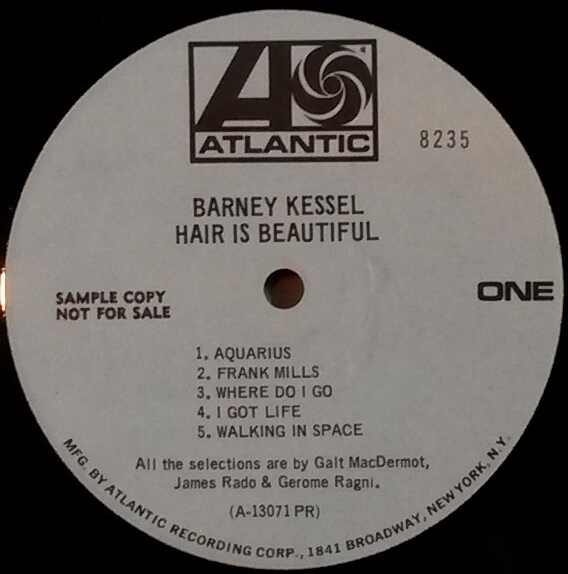 ATLANTIC
8235
BARNEY KESSEL
HAIR IS BEAUTIFUL
SAMPLE COPY
NOT FOR SALE
ONE
1. AQUARIUS
2. FRANK MILLS
3. WHERE DO I GO
4. I GOT LIFE
5. WALKING IN SPACE
All the selections are by Galt MacDermot,
James Rado & Gerome Ragni.
(A-13071 PR)
MFG. BY ATLANTIC RECORDING CORP., 1841 BROADWAY, NEW YORK, N.Y.